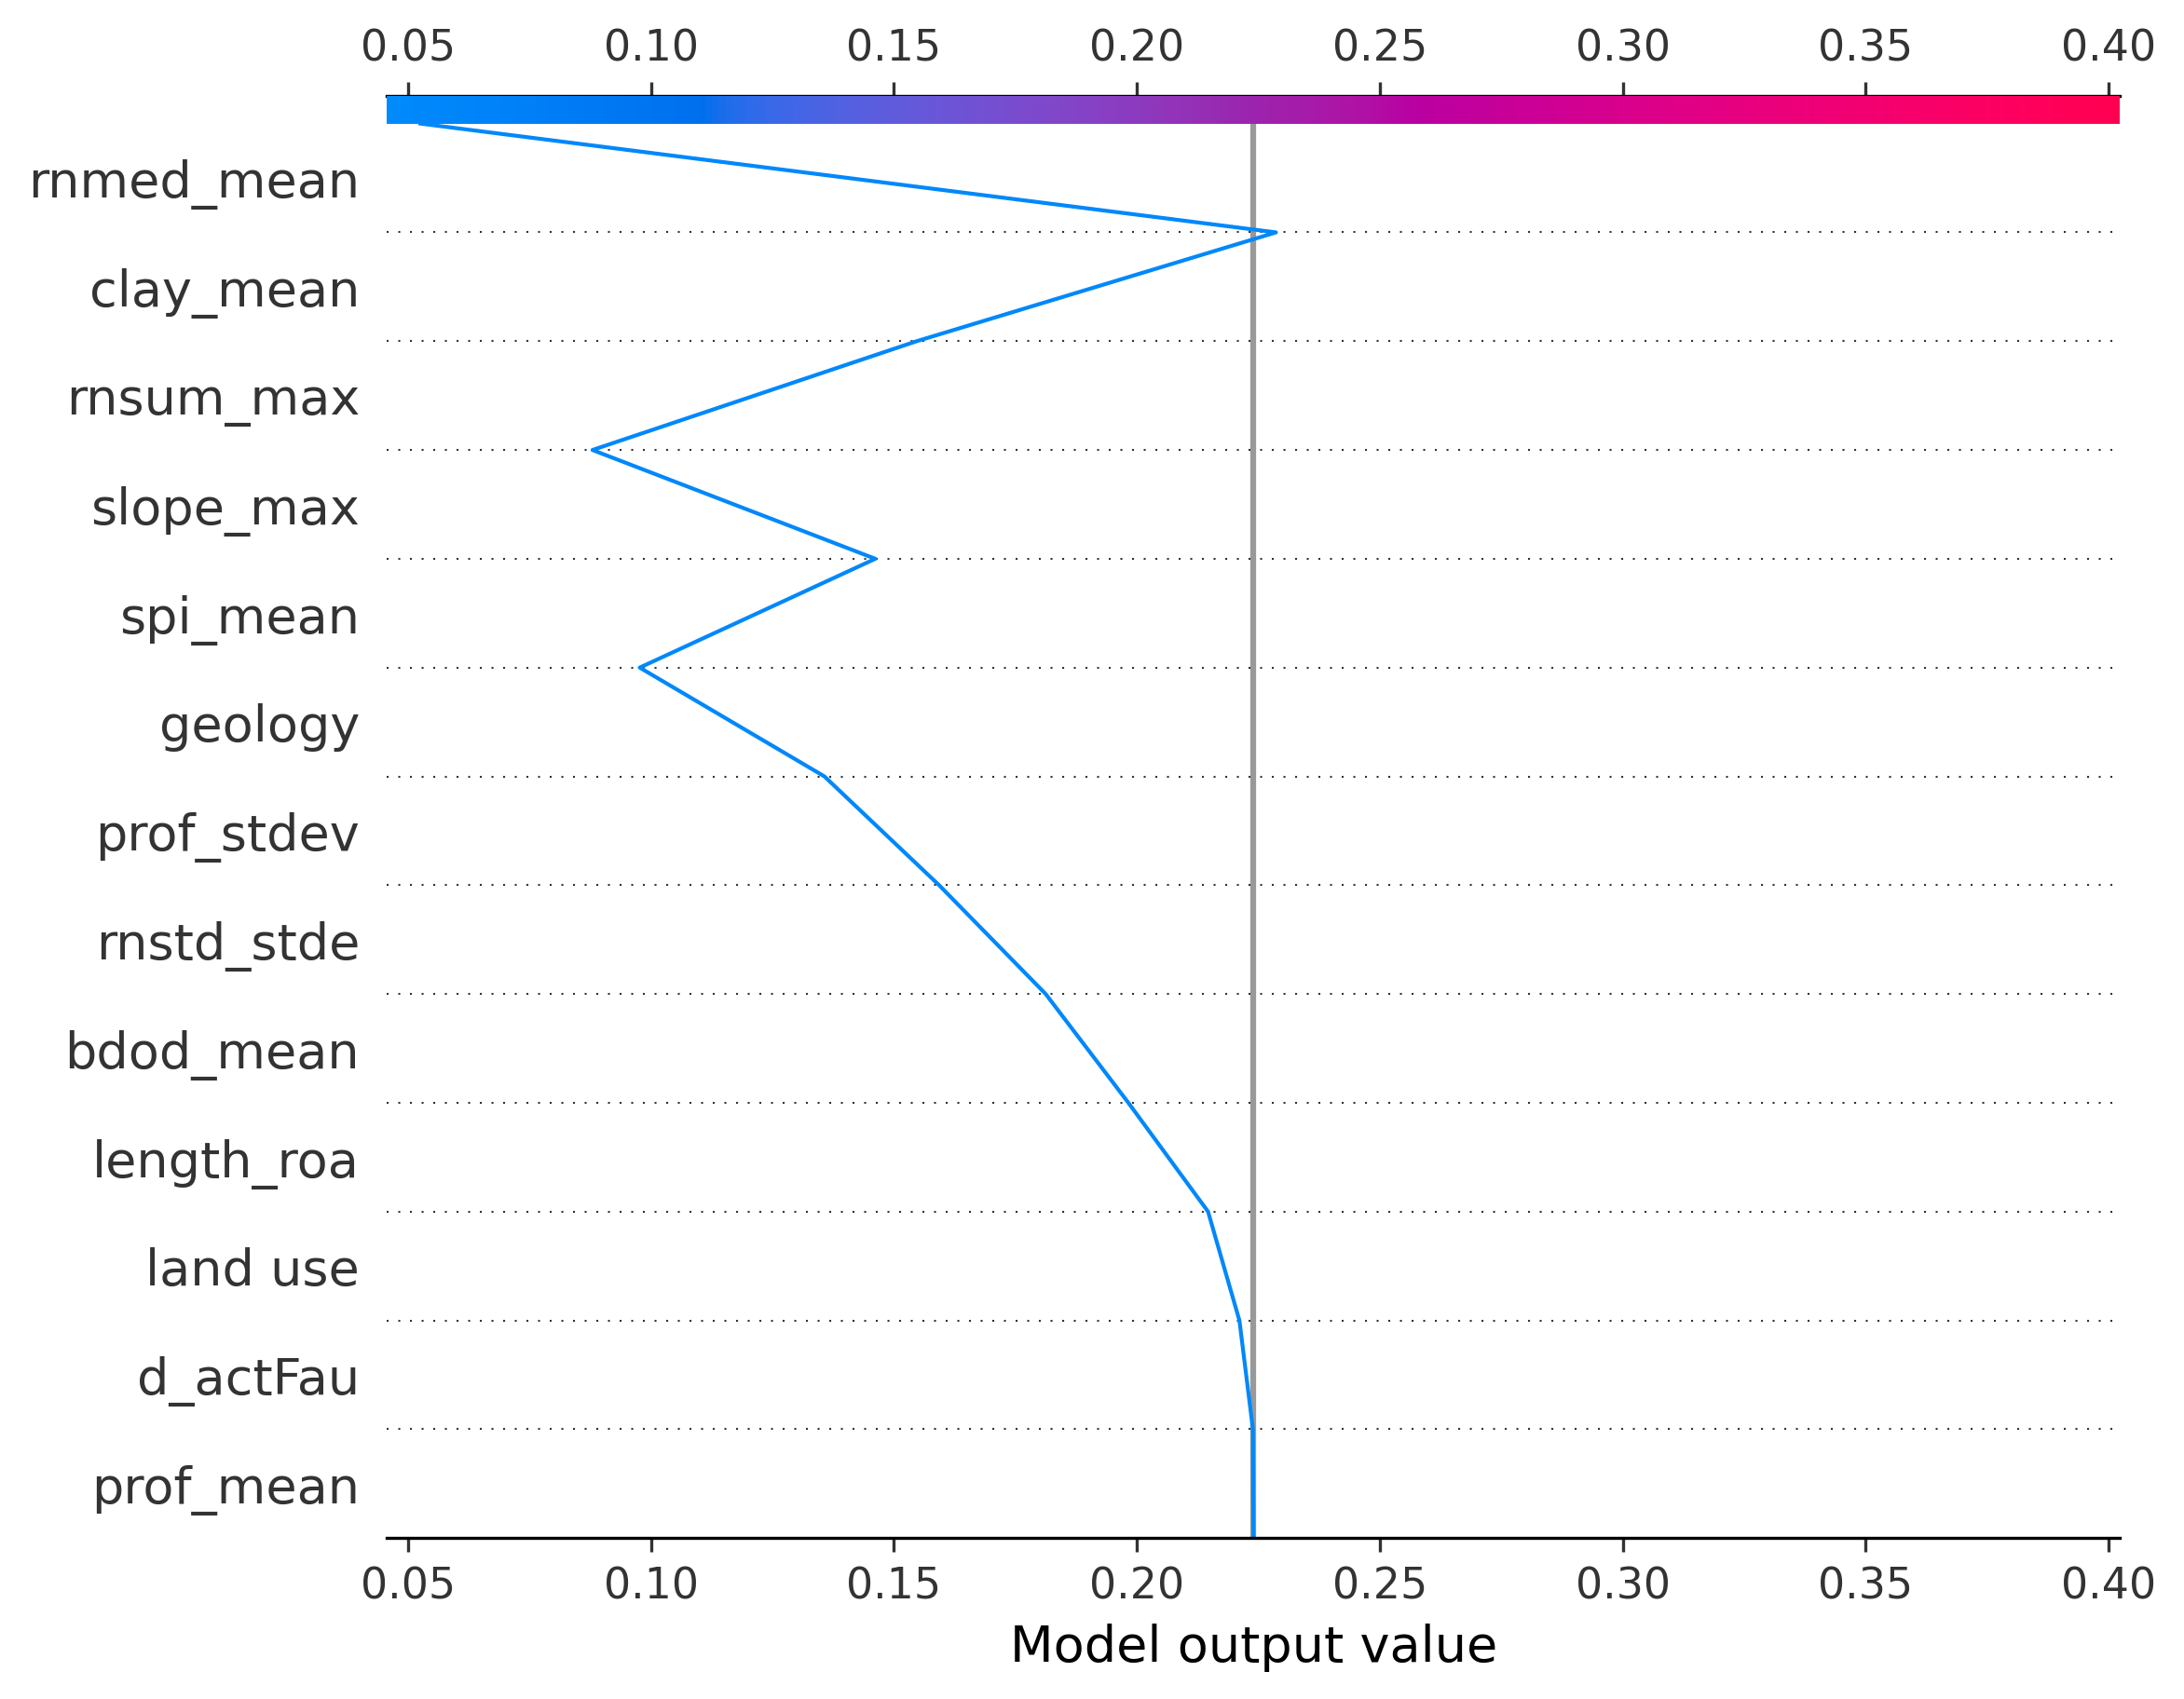 0.05 0.10 0.15 0.20 0.25 0.30 0.35 0.40
rnmed_mean
clay_mean
rnsum_max
slope_max
spi_mean
geology
prof_stdev
rnstd_stde
bdod_mean
length_roa
land use
d_actFau
prof_mean
0.05 0.10 0.15 0.20 0.25 0.30 0.35 0.40
Model output value